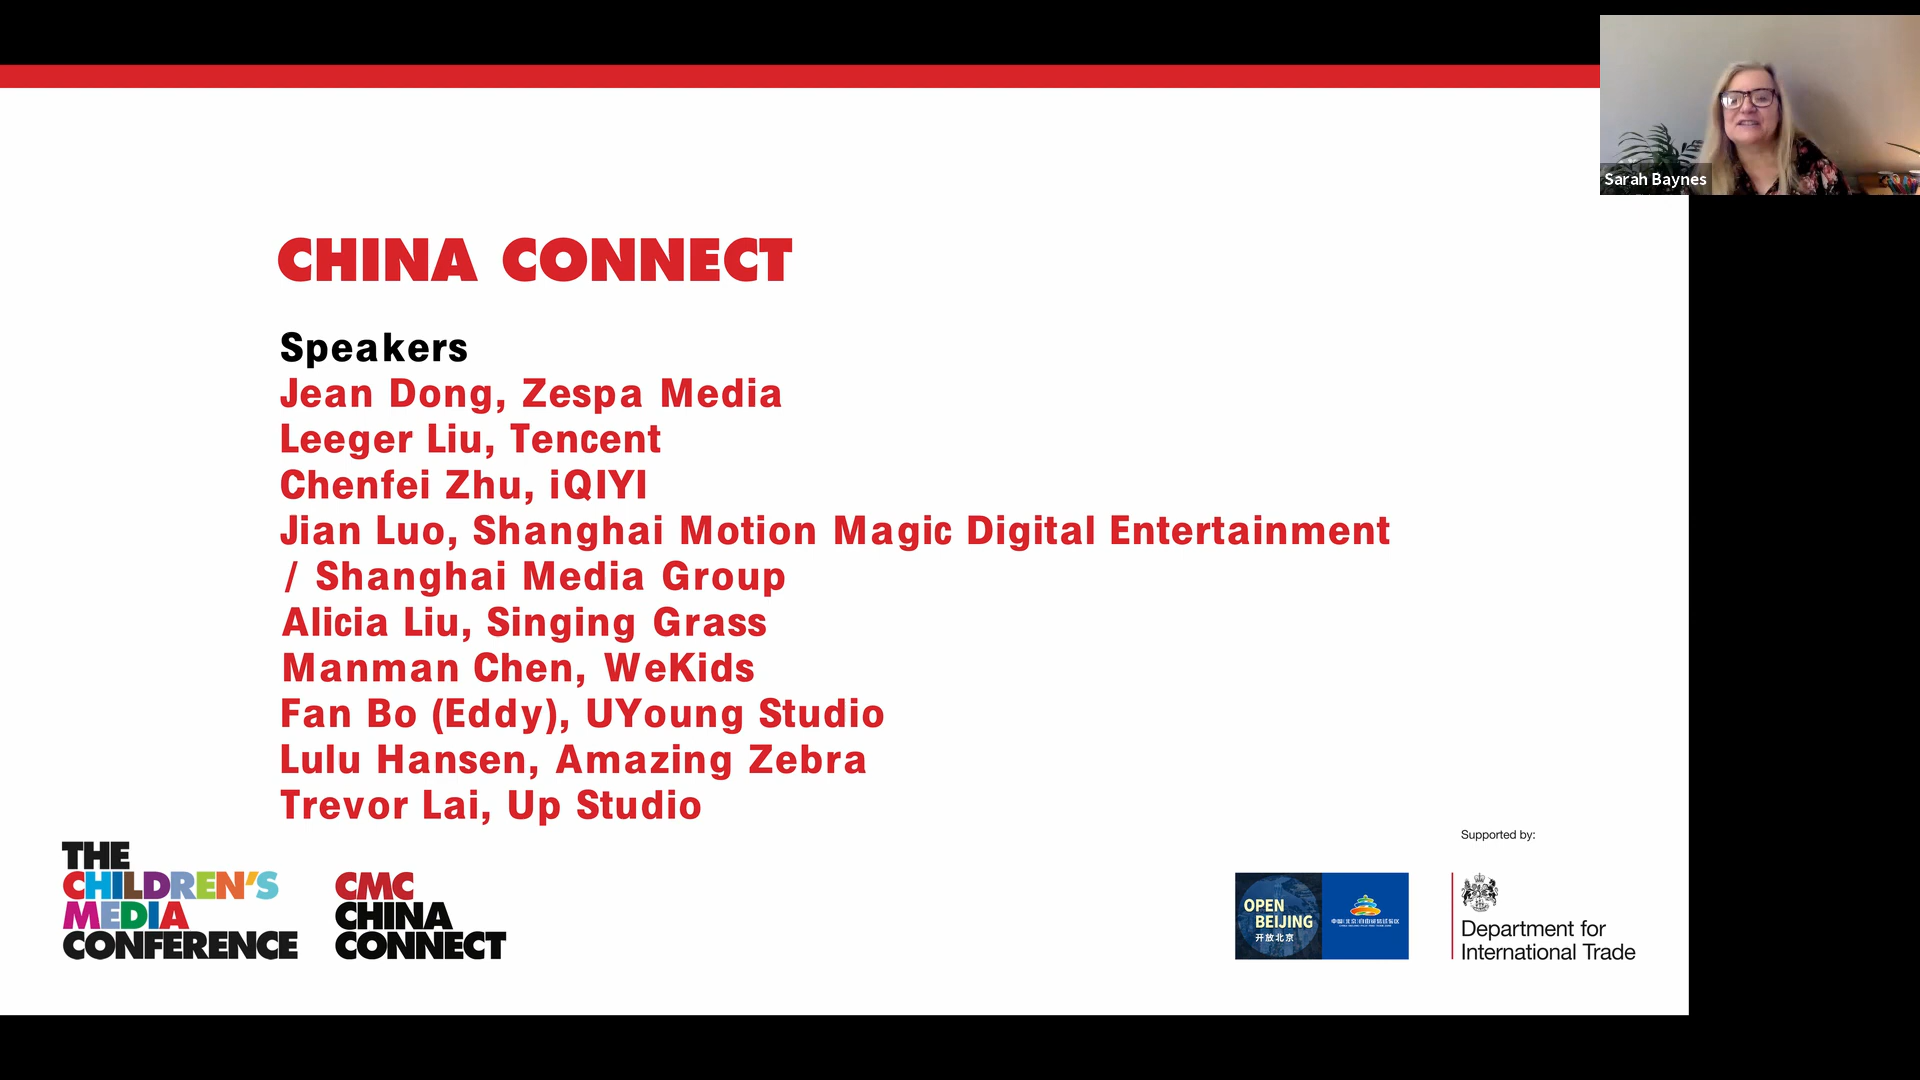 Sarah Baynes
CHINA CONNECT
Speakers
Jean Dong, Zespa Media
Leeger Liu, Tencent
Chenfei Zhu, iQIYI
Jian Luo, Shanghai Motion Magic Digital Entertainment
/ Shanghai Media Group
Alicia Liu, Singing Grass
Manman Chen, WeKids
Fan Bo (Eddy), UYoung Studio
Lulu Hansen, Amazing Zebra
Trevor Lai, Up Studio
THE
CHILDREN'S
MEDIA
CONFERENCE
CMC
CHINA
CONNECT
OPEN
BEIJING
开放北京
Supported by:
Department for
International Trade